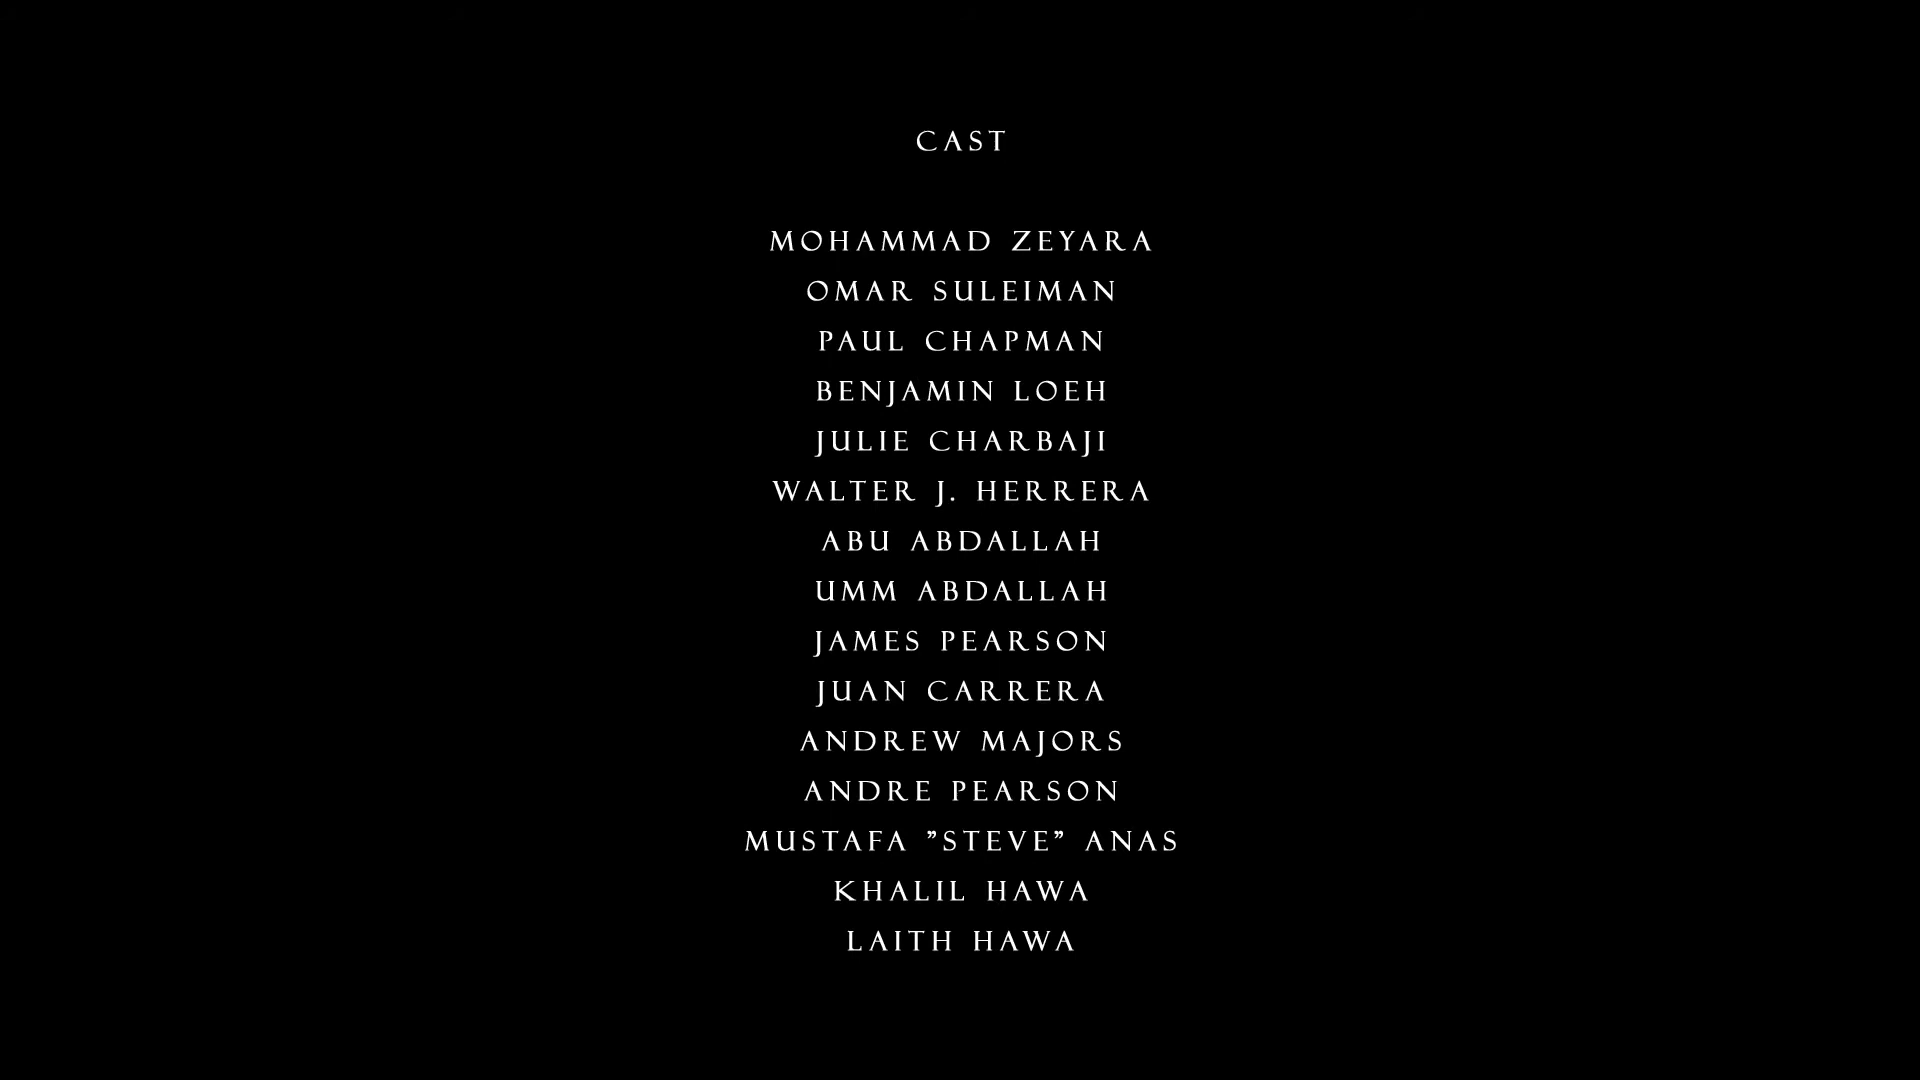 CAST
MOHAMMAD ZEYARA
OMAR SULEIMAN
PAUL CHAPMAN
BENJAMIN LOEH
JULIE CHARBAJI
WALTER J. HERRERA
ABU ABDALLAH
UMM ABDALLAH
JAMES PEARSON
JUAN CARRERA
ANDREW MAJORS
ANDRE PEARSON
MUSTAFA ”STEVE” ANAS
KHALIL HAWA
LAITH HAWA